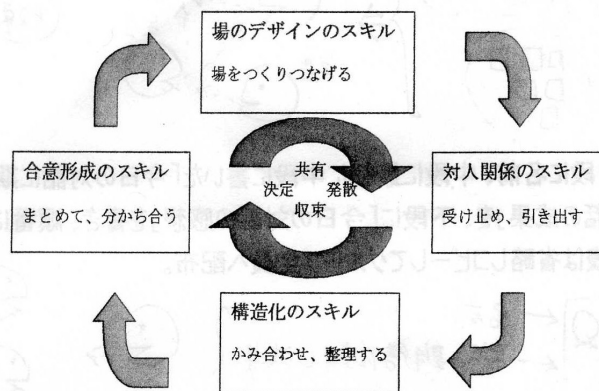 場のデザインのスキル
場をつくりつなげる
合意形成のスキル
まとめて、分かち合う
共有
決定 発散
収束
対人関係のスキル
受け止め、引き出す
構造化のスキル
かみ合わせ、整理する